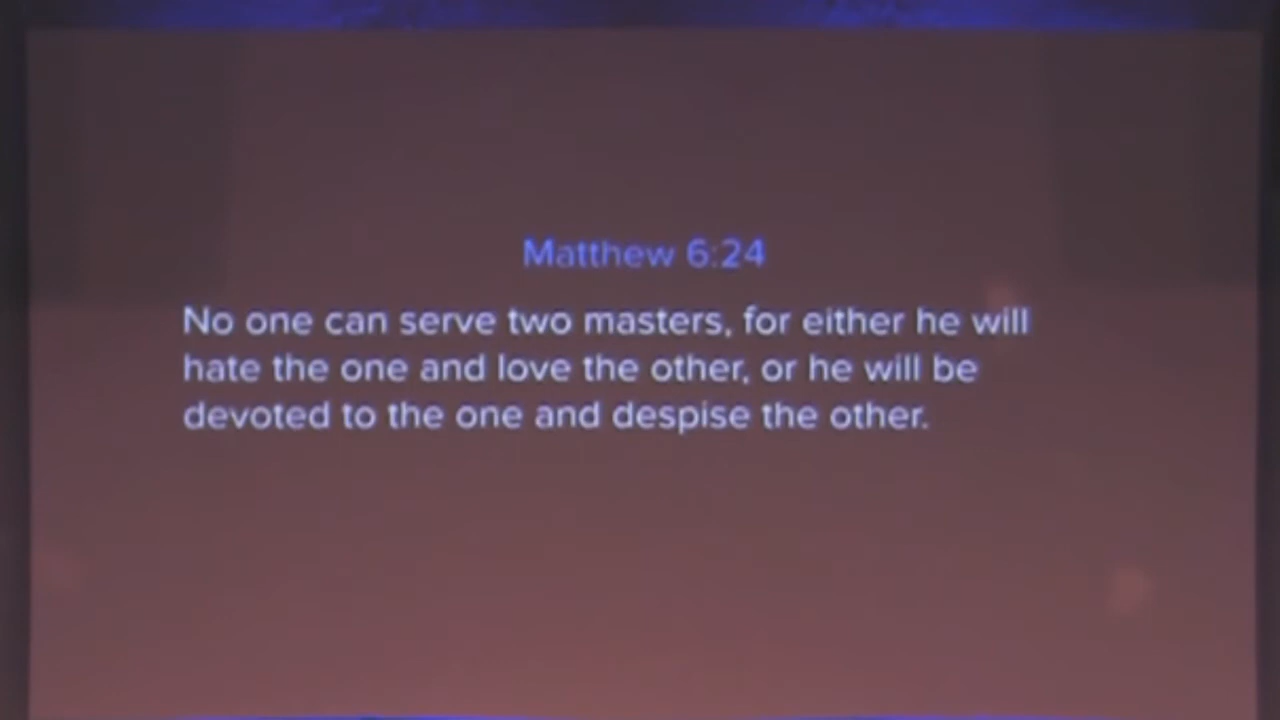 Matthew 6:24
No one can serve two masters, for either he will
hate the one and love the other, or he will be
devoted to the one and despise the other.